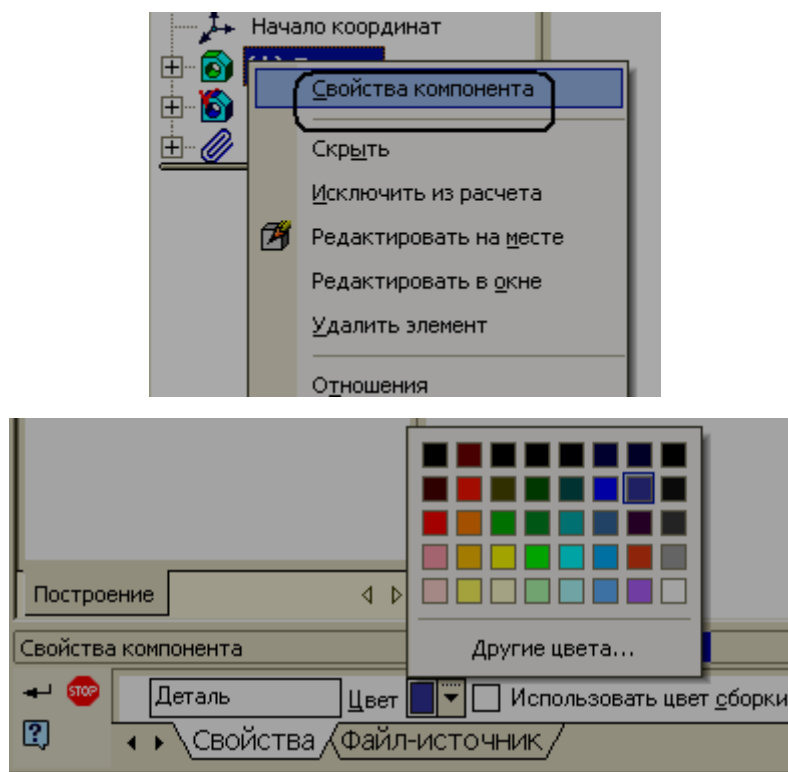 Начало координат
Свойства компонента
Скрыть
Исключить из расчета
Редактировать на месте
Редактировать в окне
Удалить элемент
Отношения
Построение
Другие цвета...
Свойства компонента
STOP Деталь Цвет Использовать цвет сборки
Свойства Файл-источник